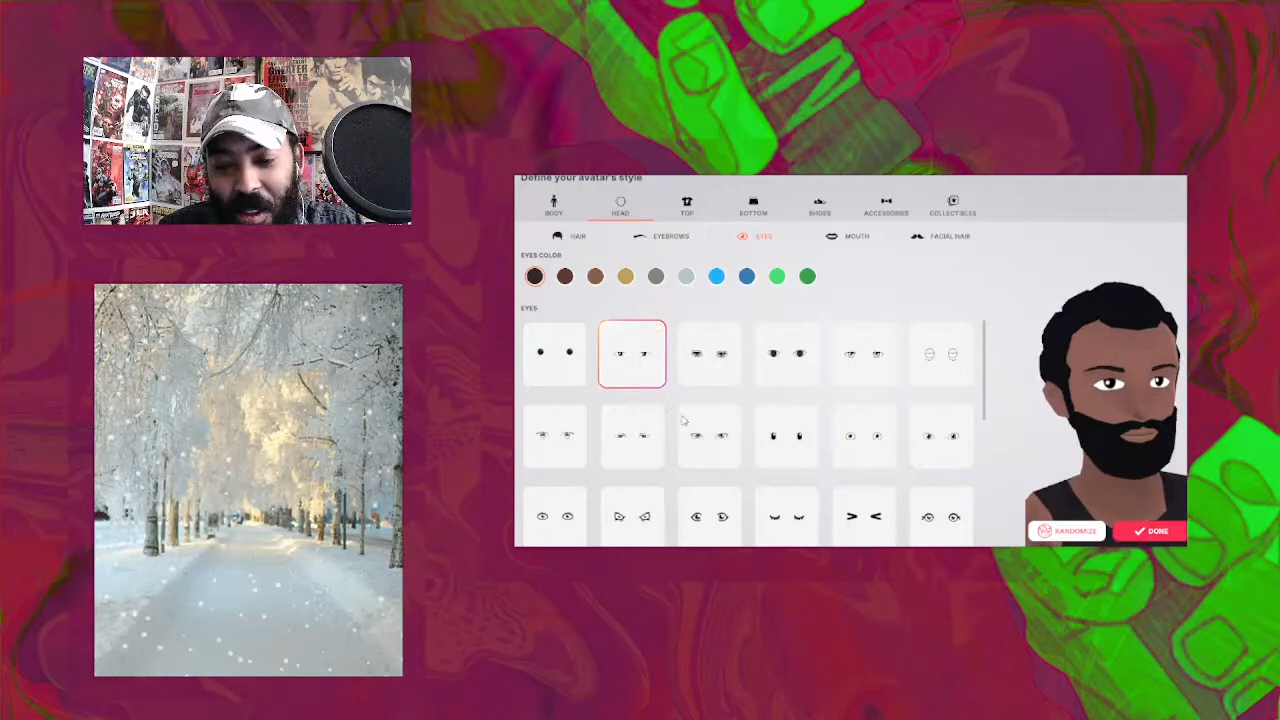 GREATER
Define your avatar's style
BODY HEAD TOP BOTTOM SHOES ACCESSORIES COLLECTIBLES
HAIR EYEBROWS EYES MOUTH FACIAL HAIR
EYES COLOR
EYES
RANDOMIZE DONE